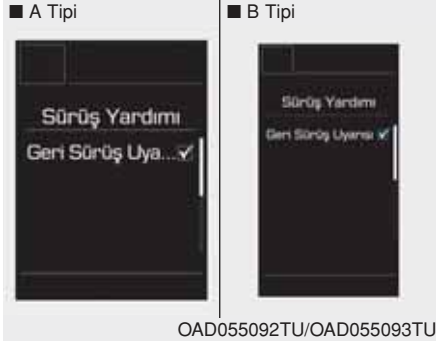 ■ A Tipi
■ B Tipi
Sürüş Yardımı
Geri Sürüş Uya...✔
Sürüş Yardımı
Geri Sürüş Uyarısı ✔
OAD055092TU/OAD055093TU